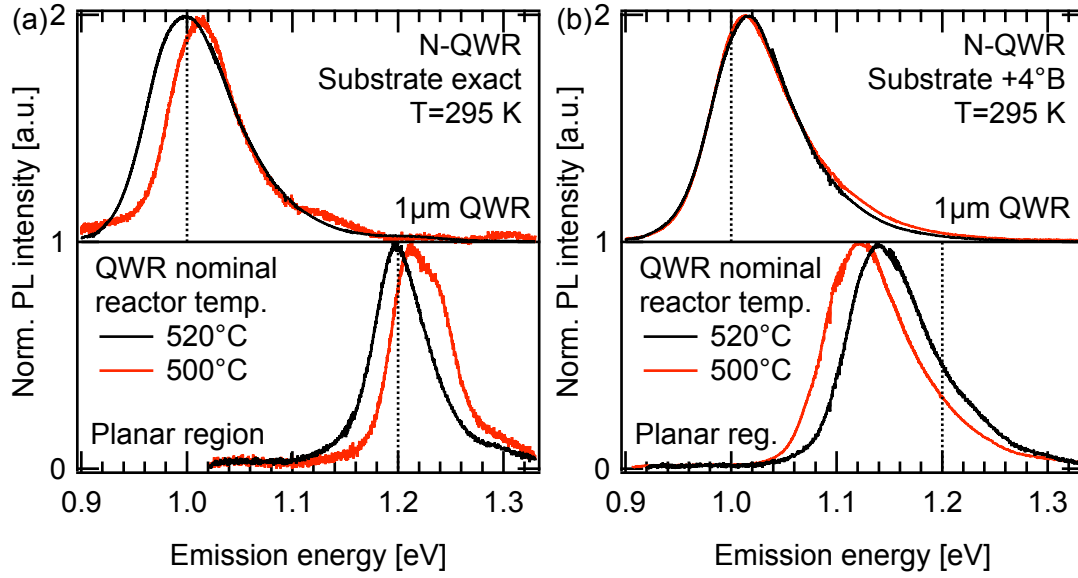 (a)
2
N-QWR
Substrate exact
T=295 K
1µm QWR
1
QWR nominal
reactor temp.
520°C
500°C
Planar region
0
0.9 1.0 1.1 1.2 1.3
Emission energy [eV]
Norm. PL intensity [a.u.]
(b)
2
N-QWR
Substrate +4°B
T=295 K
1µm QWR
1
QWR nominal
reactor temp.
520°C
500°C
Planar reg.
0
0.9 1.0 1.1 1.2 1.3
Emission energy [eV]
Norm. PL intensity [a.u.]